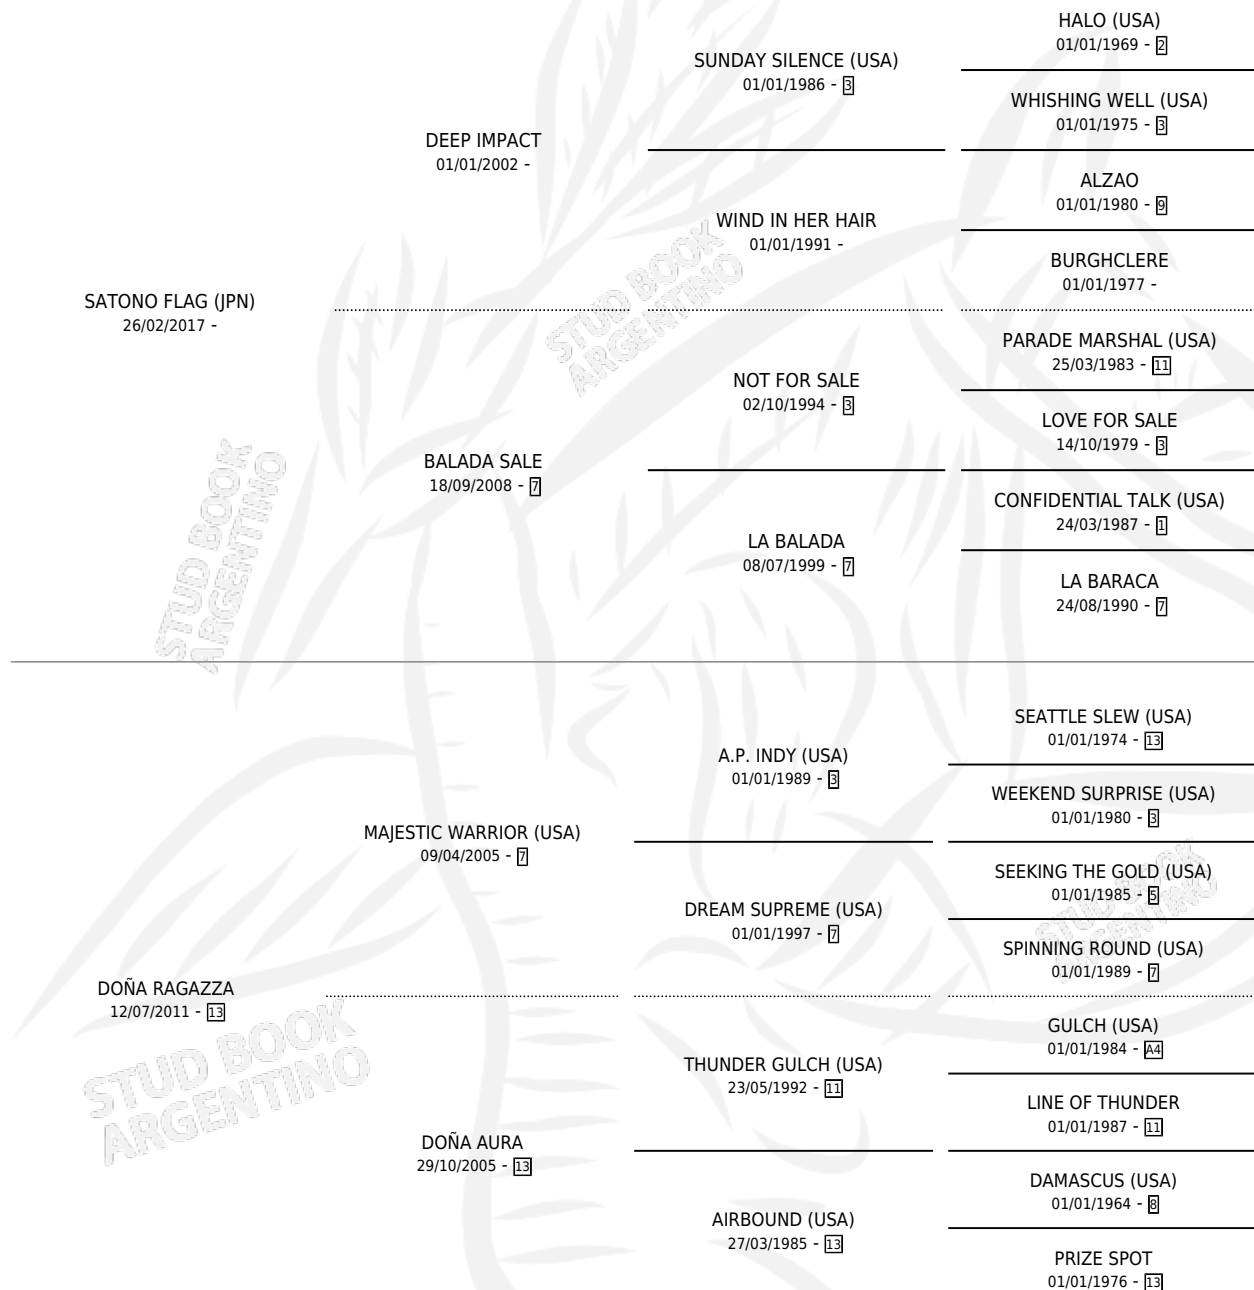 HALO (USA)
01/01/1969 - 2
SUNDAY SILENCE (USA)
01/01/1986 - 3
WHISHING WELL (USA)
01/01/1975 - 3
DEEP IMPACT
01/01/2002 -
ALZAO
01/01/1980 - 9
WIND IN HER HAIR
01/01/1991 -
BURGHCLERE
01/01/1977 -
SATONO FLAG (JPN)
26/02/2017 -
PARADE MARSHAL (USA)
25/03/1983 - 11
NOT FOR SALE
02/10/1994 - 3
LOVE FOR SALE
14/10/1979 - 3
BALADA SALE
18/09/2008 - 7
CONFIDENTIAL TALK (USA)
24/03/1987 - 1
LA BALADA
08/07/1999 - 7
LA BARACA
24/08/1990 - 7
SEATTLE SLEW (USA)
01/01/1974 - 13
A.P. INDY (USA)
01/01/1989 - 3
WEEKEND SURPRISE (USA)
01/01/1980 - 3
MAJESTIC WARRIOR (USA)
09/04/2005 - 7
SEEKING THE GOLD (USA)
01/01/1985 - 5
DREAM SUPREME (USA)
01/01/1997 - 7
SPINNING ROUND (USA)
01/01/1989 - 7
DOÑA RAGAZZA
12/07/2011 - 13
GULCH (USA)
01/01/1984 - A4
THUNDER GULCH (USA)
23/05/1992 - 11
LINE OF THUNDER
01/01/1987 - 11
DOÑA AURA
29/10/2005 - 13
DAMASCUS (USA)
01/01/1964 - 8
AIRBOUND (USA)
27/03/1985 - 13
PRIZE SPOT
01/01/1976 - 13
STUD BOOK
ARGENTINO
STUD BOOK
ARGENTINO
STUD BOOK
ARGENTINO
STUD BOOK
ARGENTINO